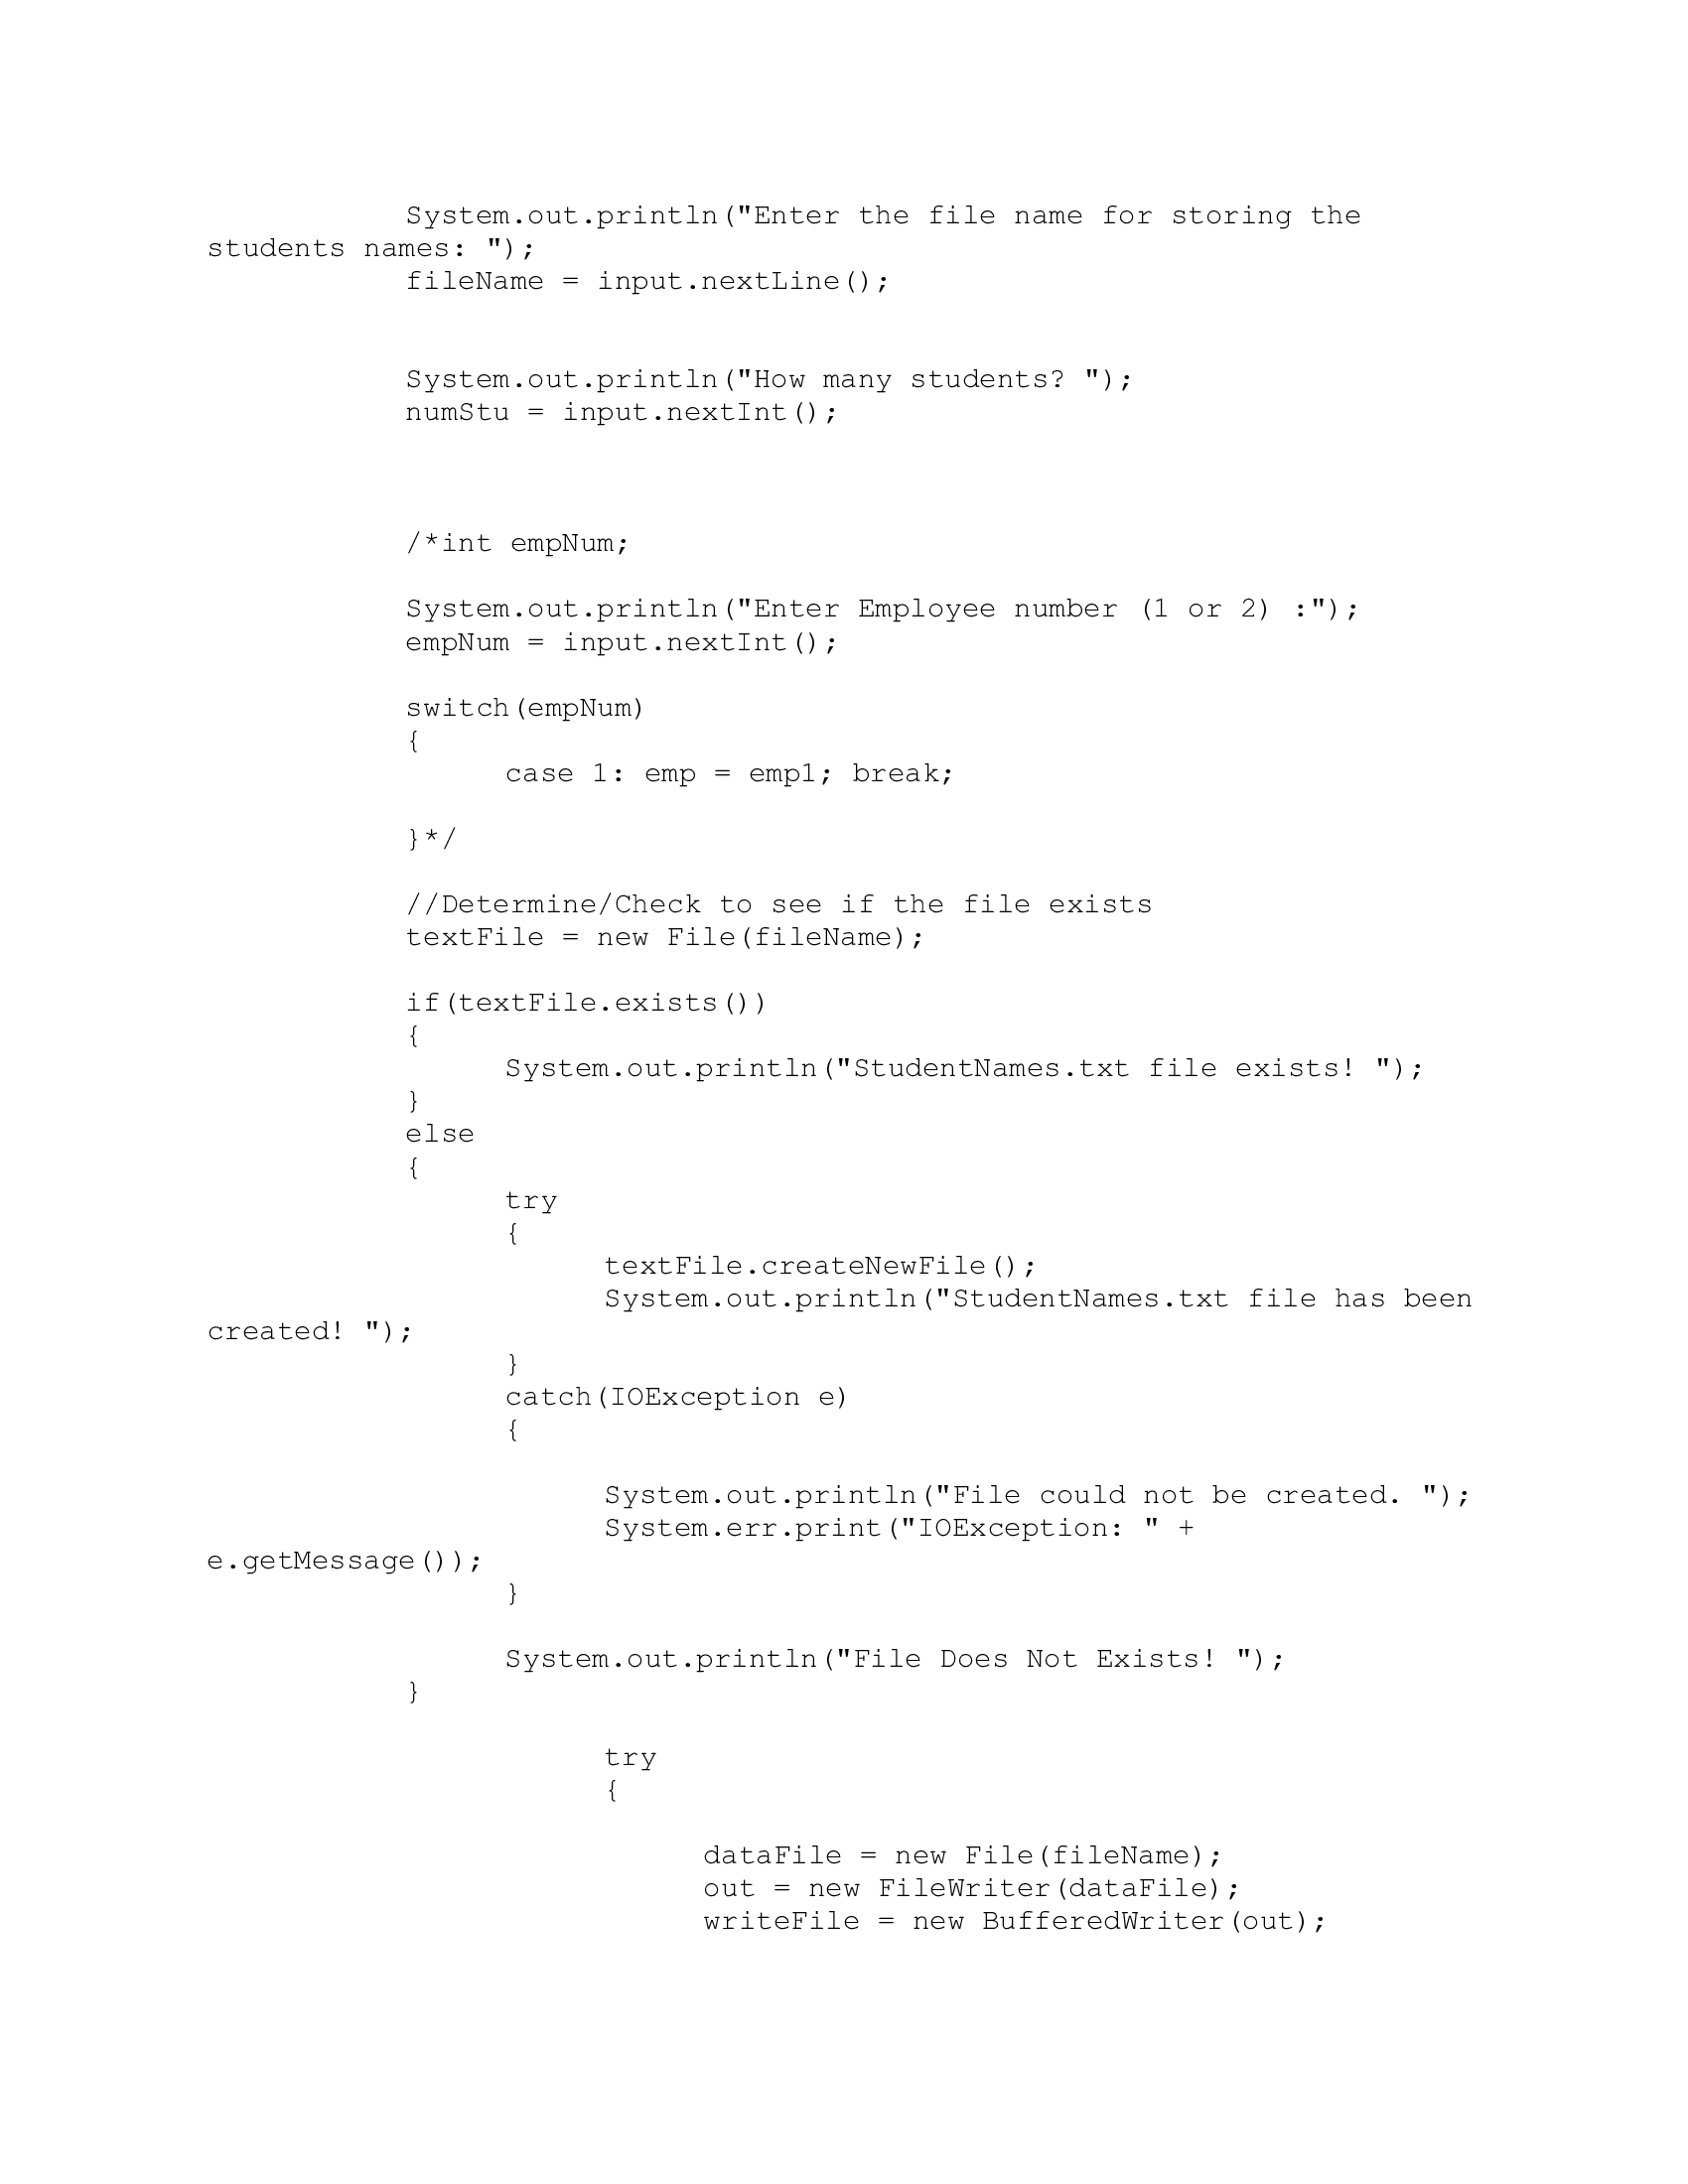 System.out.println("Enter the file name for storing the
students names: ");
fileName = input.nextLine();
System.out.println("How many students? ");
numStu = input.nextInt();
/*int empNum;
System.out.println("Enter Employee number (1 or 2) :");
empNum = input.nextInt();
switch(empNum)
{
case 1: emp = emp1; break;
}*/
//Determine/Check to see if the file exists
textFile = new File(fileName);
if(textFile.exists())
{
System.out.println("StudentNames.txt file exists! ");
}
else
{
try
{
textFile.createNewFile();
System.out.println("StudentNames.txt file has been
created! ");
}
catch(IOException e)
{
System.out.println("File could not be created. ");
System.err.print("IOException: " +
e.getMessage());
}
System.out.println("File Does Not Exists! ");
}
try
{
dataFile = new File(fileName);
out = new FileWriter(dataFile);
writeFile = new BufferedWriter(out);